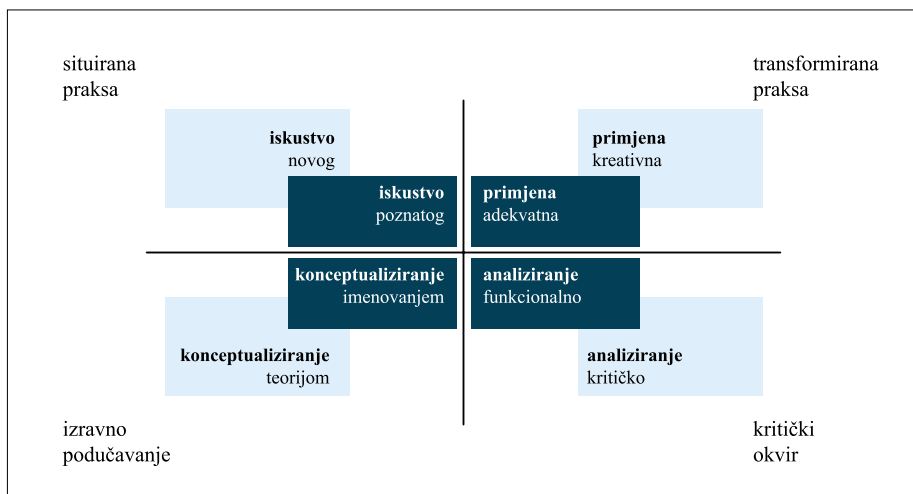 situirana
praksa
transformirana
praksa
iskustvo
novog
primjena
kreativna
iskustvo
poznatog
primjena
adekvatna
konceptualiziranje
imenovanjem
analiziranje
funkcionalno
konceptualiziranje
teorijom
analiziranje
kritičko
izravno
podučavanje
kritički
okvir